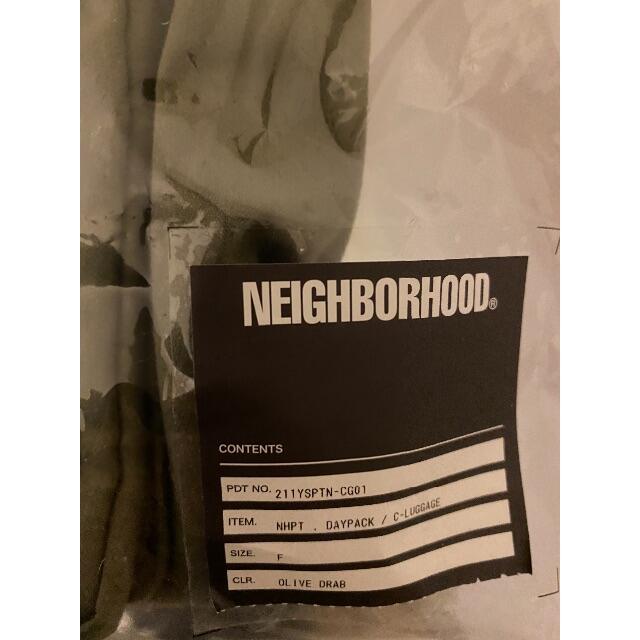 NEIGHBORHOOD®
CONTENTS
PDT NO. 211YSPTN-CG01
ITEM. NHPT . DAYPACK / C-LUGGAGE
SIZE. F
CLR. OLIVE DRAB